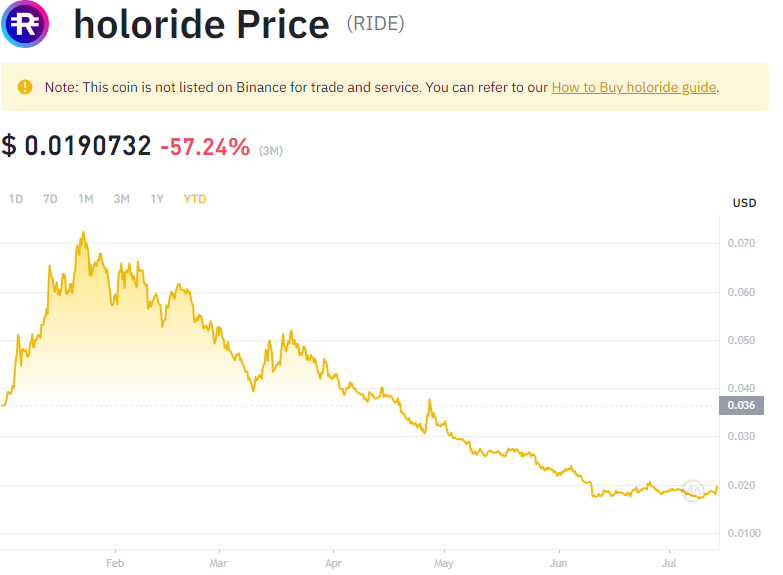 holoride Price (RIDE)
Note: This coin is not listed on Binance for trade and service. You can refer to our How to Buy holoride guide.
$ 0.0190732 -57.24% (3M)
1D 7D 1M 3M 1Y YTD
USD
0.070
0.060
0.050
0.040
0.036
0.030
0.020
0.0100
Feb Mar Apr May Jun Jul